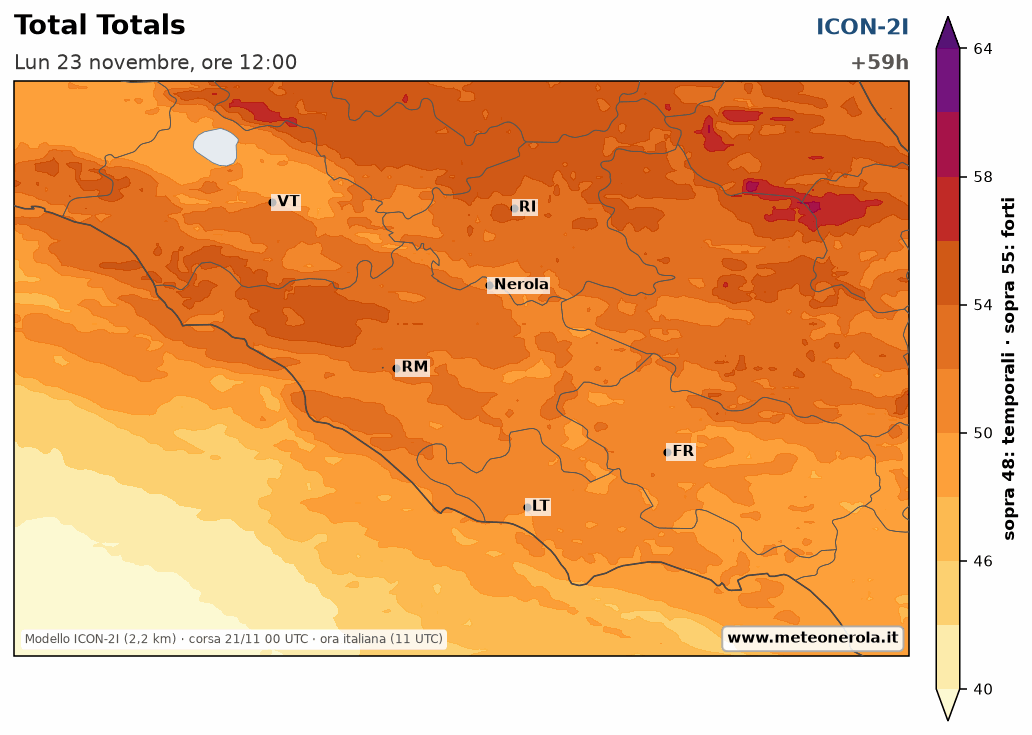 Total Totals
ICON-2I
Lun 23 novembre, ore 12:00
+59h
VT
RI
Nerola
RM
FR
LT
Modello ICON-2I (2,2 km) · corsa 21/11 00 UTC · ora italiana (11 UTC)
www.meteonerola.it
64
58
54
50
46
40
sopra 48: temporali · sopra 55: forti